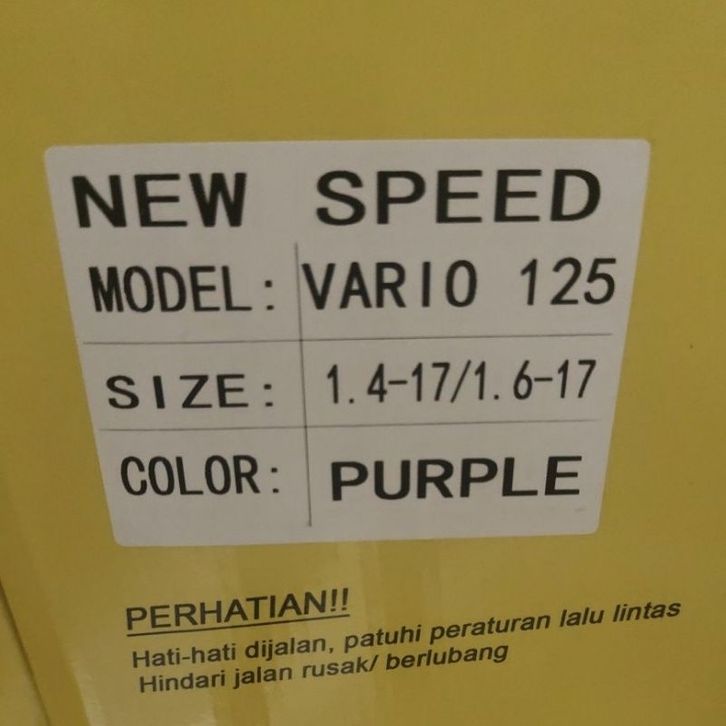 NEW SPEED
MODEL: VARIO 125
SIZE: 1.4-17/1.6-17
COLOR: PURPLE
PERHATIAN!!
Hati-hati dijalan, patuhi peraturan lalu lintas
Hindari jalan rusak/ berlubang